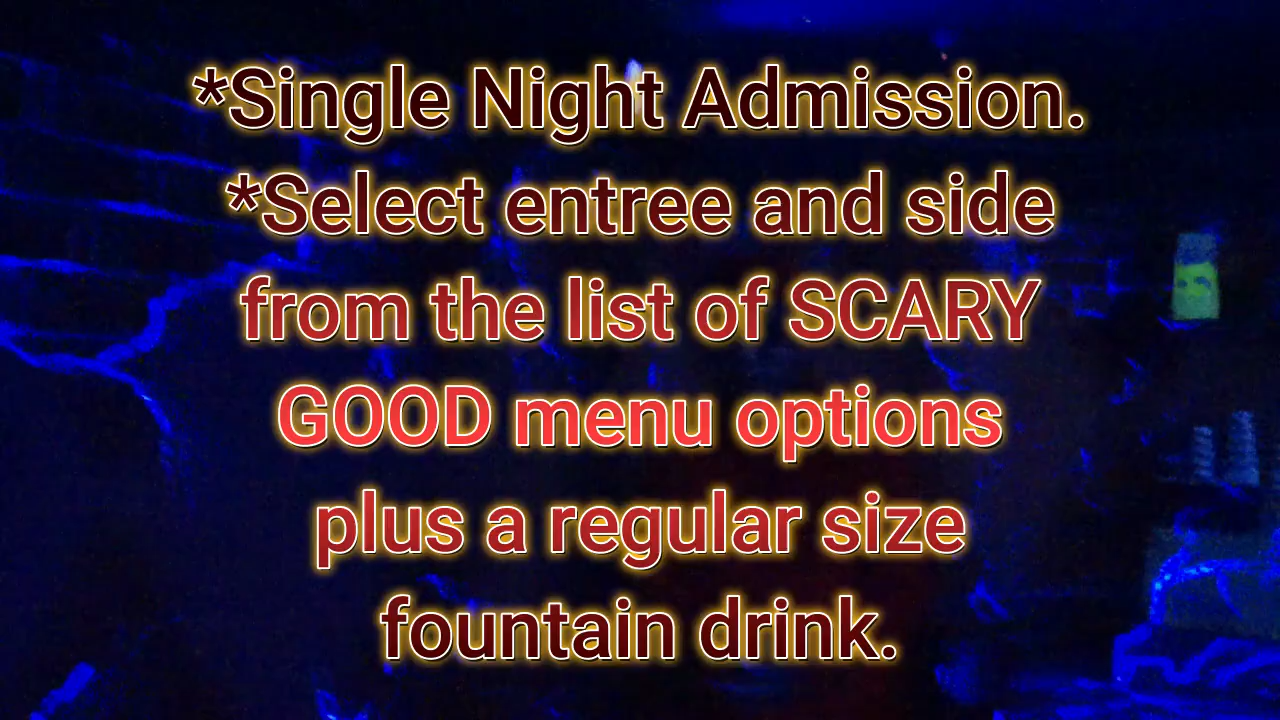 *Single Night Admission.
*Select entree and side
from the list of SCARY
GOOD menu options
plus a regular size
fountain drink.